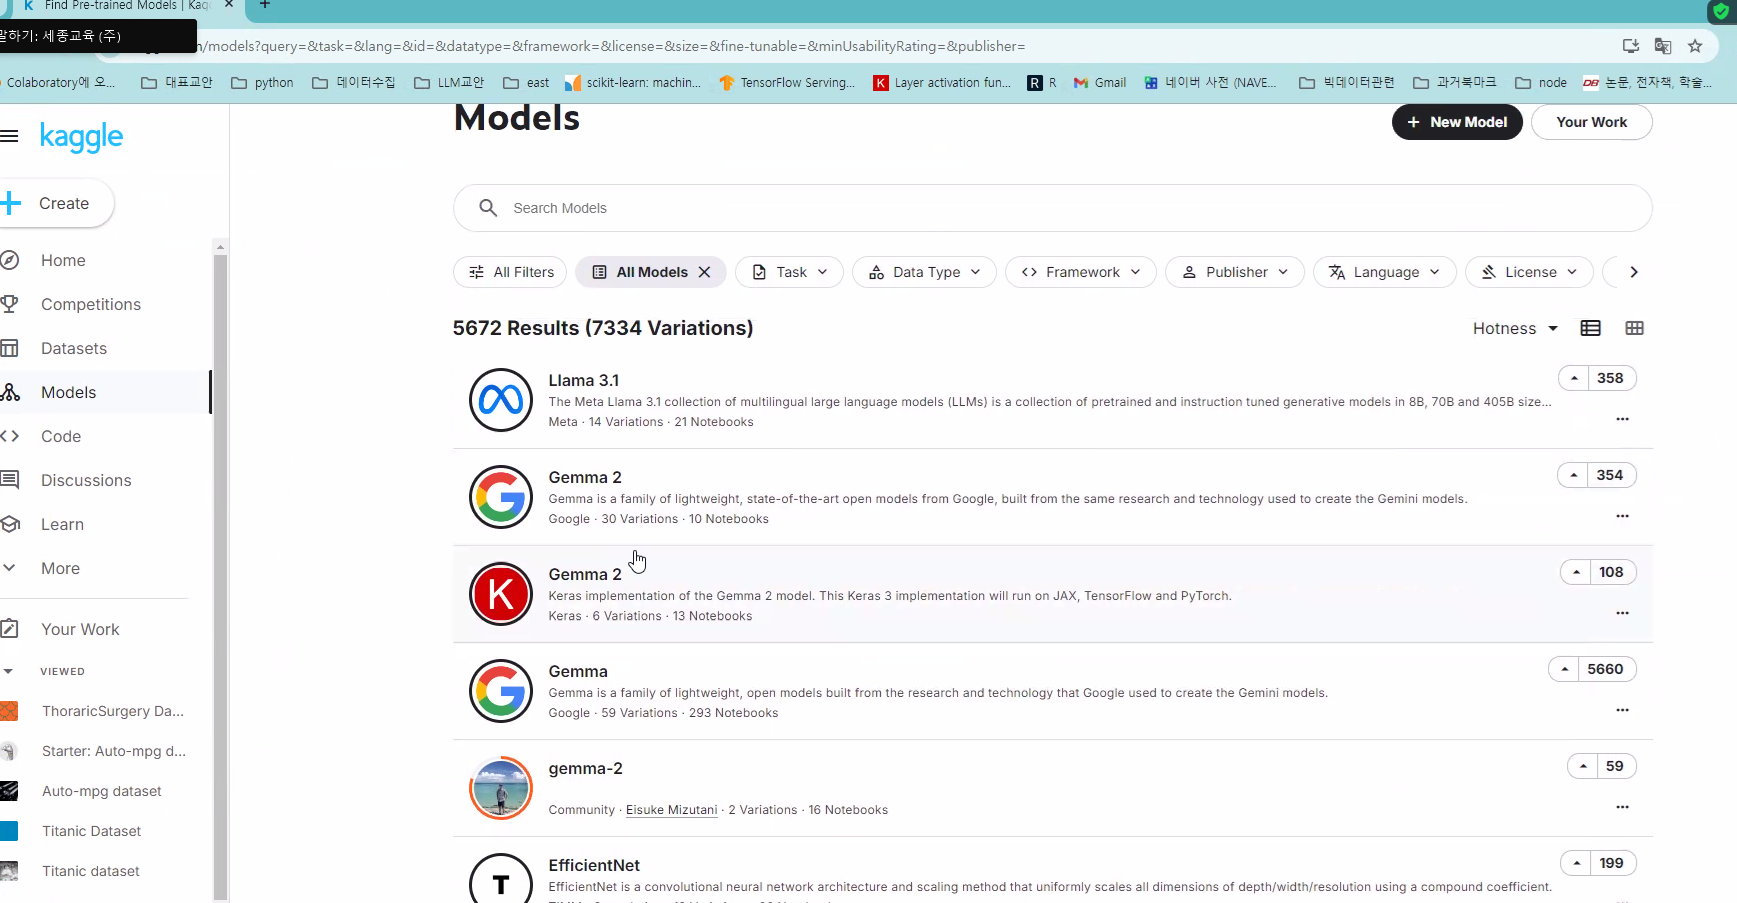 Find Pre-trained Models | Kag
말하기: 세종교육 (주)
/models?query=&task=&lang=&id=&datatype=&framework=&license=&size=&fine-tunable=&minUsabilityRating=&publisher=
Colaboratory에 오...
대표교안
python
데이터수집
LLM교안
east
scikit-learn: machin...
TensorFlow Serving...
Layer activation fun...
R
Gmail
네이버 사전 (NAVE...
빅데이터관련
과거북마크
node
논문, 전자책, 학술...
kaggle
Create
Home
Competitions
Datasets
Models
Code
Discussions
Learn
More
Your Work
VIEWED
ThoraricSurgery Da...
Starter: Auto-mpg d...
Auto-mpg dataset
Titanic Dataset
Titanic dataset
Models
+ New Model
Your Work
Search Models
All Filters
All Models
Task
Data Type
Framework
Publisher
Language
License
5672 Results (7334 Variations)
Hotness
Llama 3.1
The Meta Llama 3.1 collection of multilingual large language models (LLMs) is a collection of pretrained and instruction tuned generative models in 8B, 70B and 405B size...
Meta · 14 Variations · 21 Notebooks
358
Gemma 2
Gemma is a family of lightweight, state-of-the-art open models from Google, built from the same research and technology used to create the Gemini models.
Google · 30 Variations · 10 Notebooks
354
Gemma 2
Keras implementation of the Gemma 2 model. This Keras 3 implementation will run on JAX, TensorFlow and PyTorch.
Keras · 6 Variations · 13 Notebooks
108
Gemma
Gemma is a family of lightweight, open models built from the research and technology that Google used to create the Gemini models.
Google · 59 Variations · 293 Notebooks
5660
gemma-2
Community · Eisuke Mizutani · 2 Variations · 16 Notebooks
59
EfficientNet
EfficientNet is a convolutional neural network architecture and scaling method that uniformly scales all dimensions of depth/width/resolution using a compound coefficient.
199